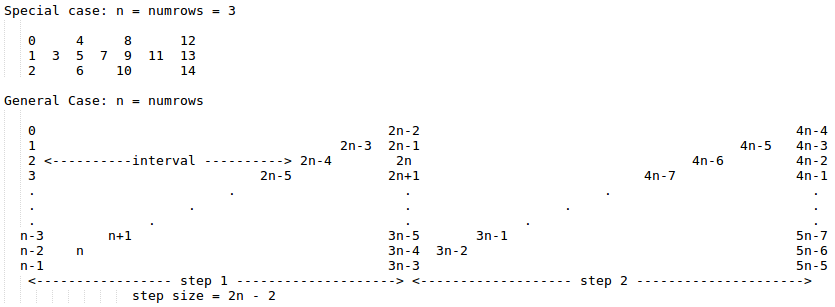 Special case: n = numrows = 3
0 4 8 12
1 3 5 7 9 11 13
2 6 10 14
General Case: n = numrows
0 2n-2 4n-4
1 2n-3 2n-1 4n-5 4n-3
2 <----------interval ----------> 2n-4 2n 4n-6 4n-2
3 2n-5 2n+1 4n-7 4n-1
. . . . .
. . . . .
. . . . .
n-3 n+1 3n-5 3n-1 5n-7
n-2 n 3n-4 3n-2 5n-6
n-1 3n-3 5n-5
<----------------- step 1 --------------------> <------------------- step 2 --------------------->
step size = 2n - 2